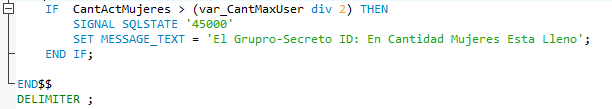 IF CantActMujeres > (var_CantMaxUser div 2) THEN
SIGNAL SQLSTATE '45000'
SET MESSAGE_TEXT = 'El Grupro-Secreto ID: En Cantidad Mujeres Esta Lleno';
END IF;
END$$
DELIMITER ;